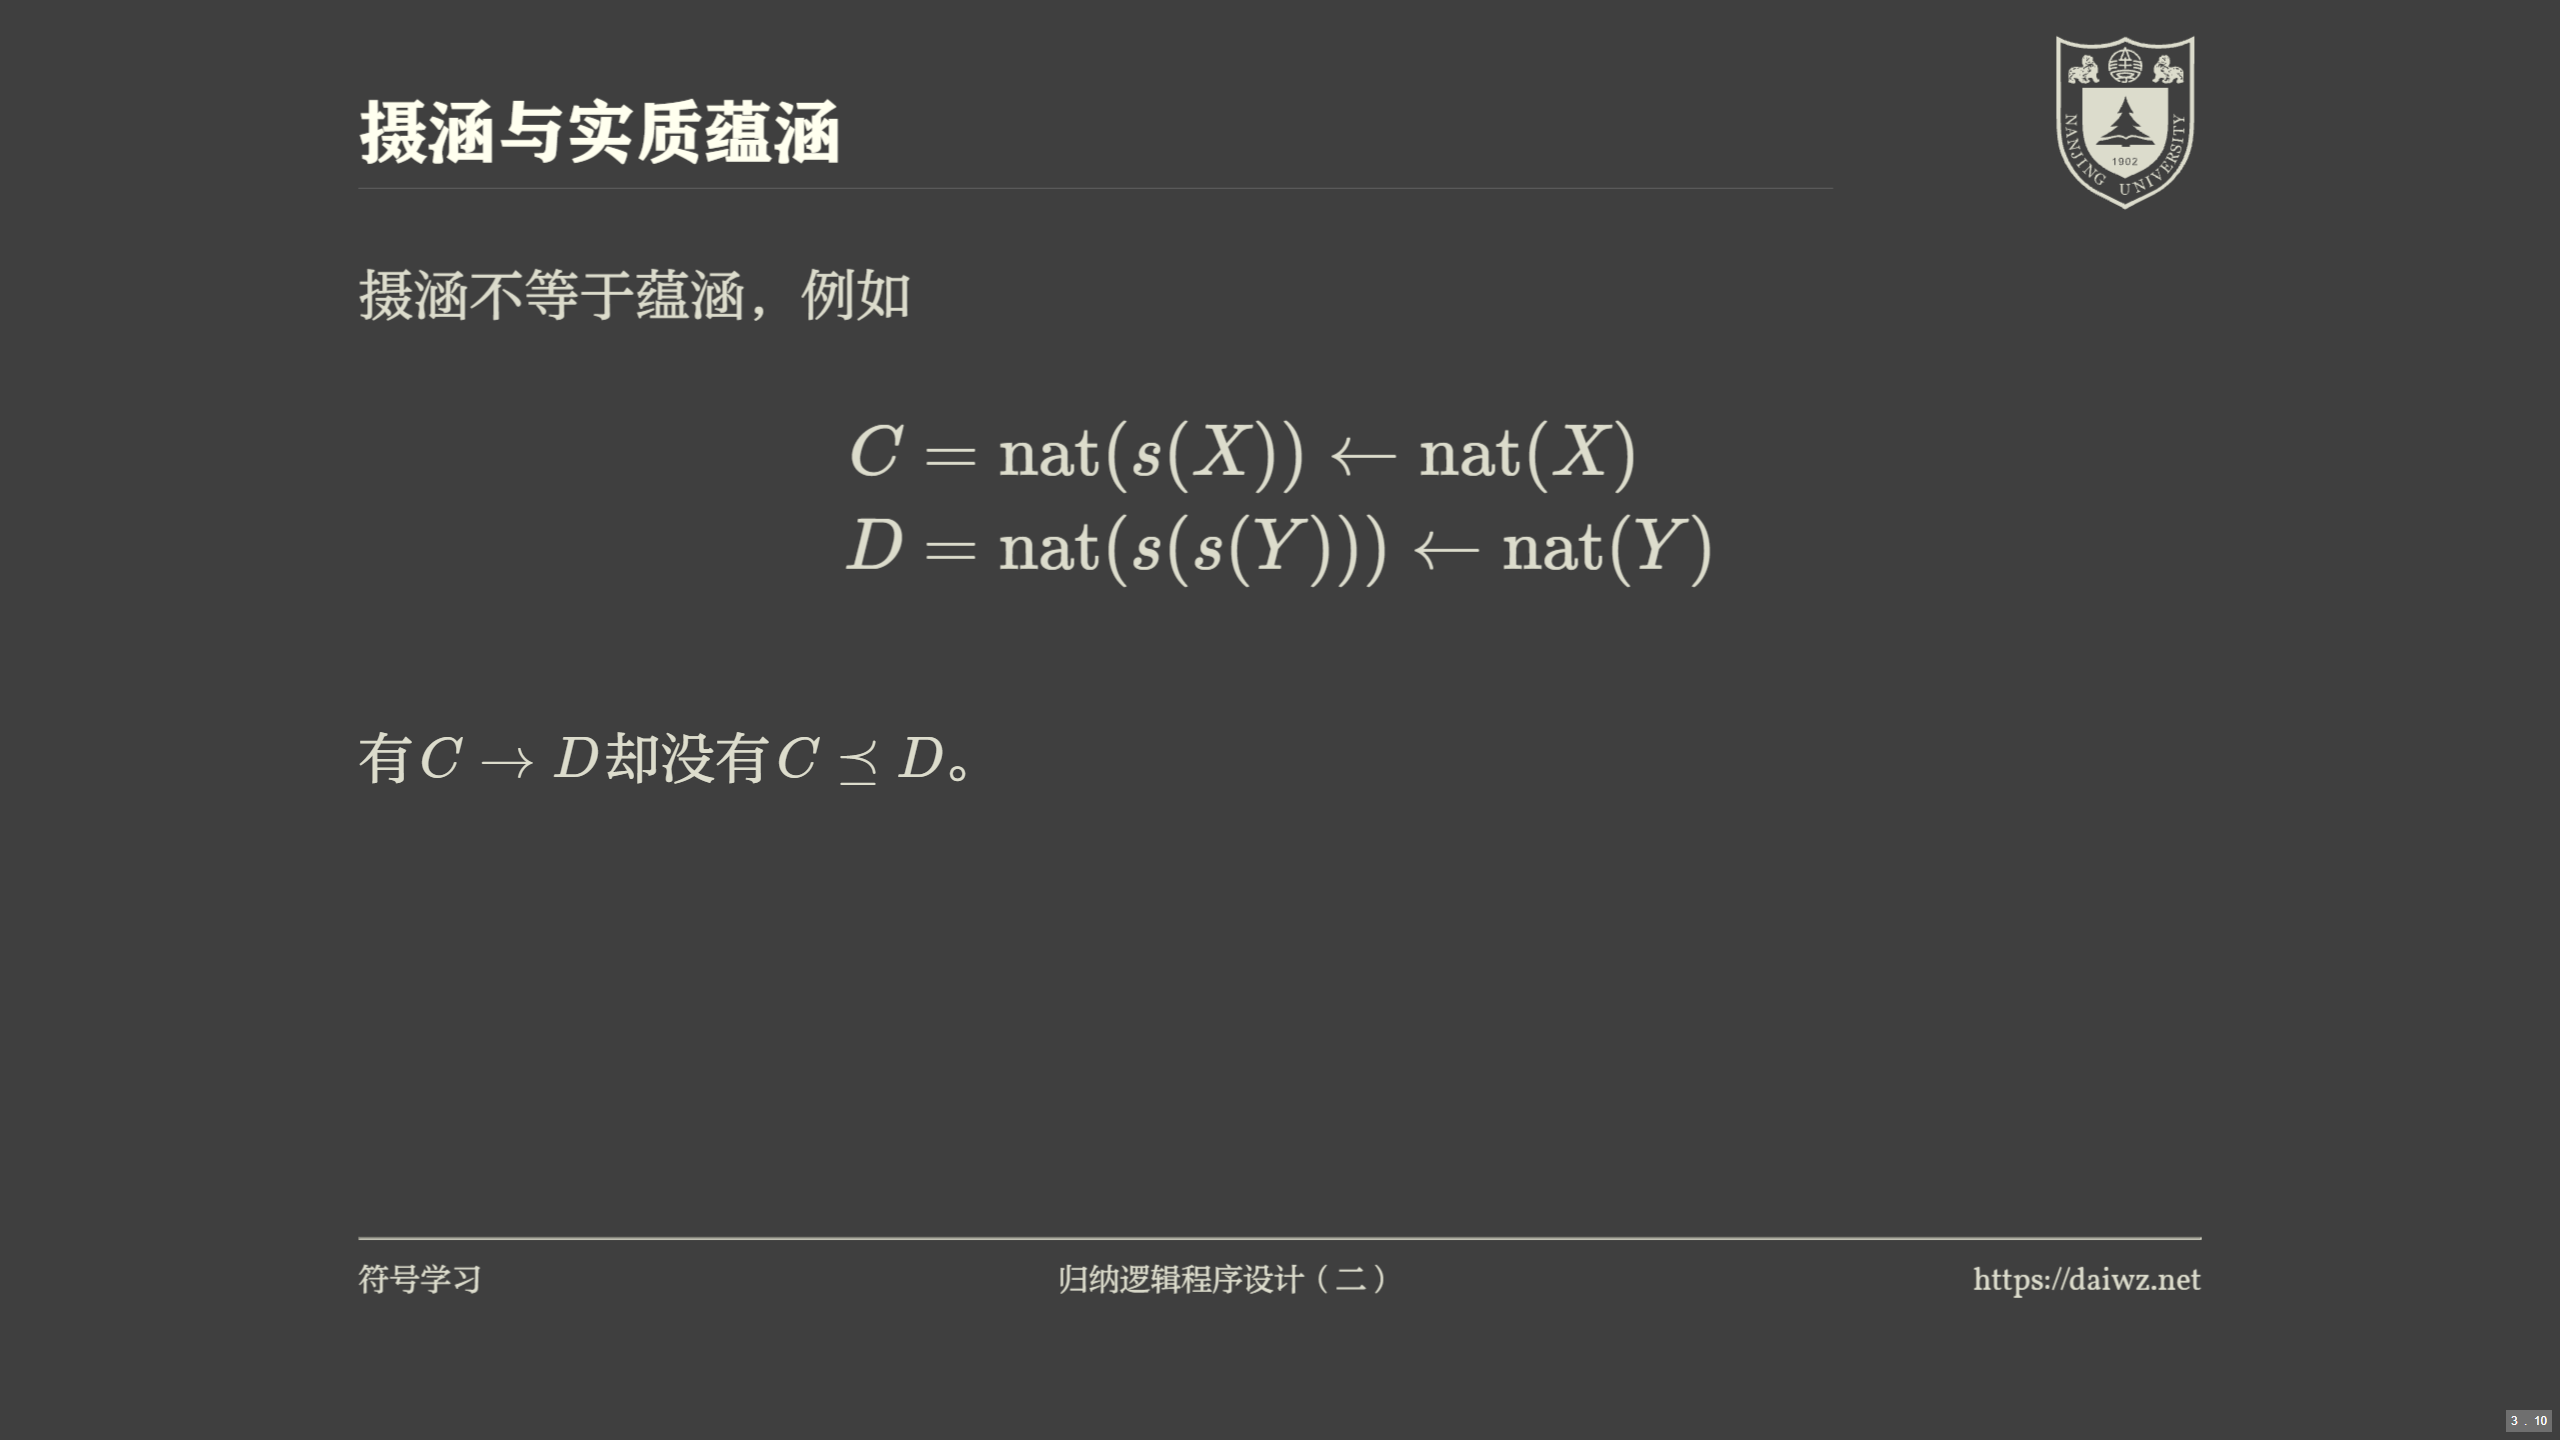 摄涵与实质蕴涵
NANJING UNIVERSITY
1902
摄涵不等于蕴涵，例如
C = nat(s(X)) ← nat(X)
D = nat(s(s(Y))) ← nat(Y)
有C → D却没有C ⪯ D。
符号学习
归纳逻辑程序设计（二）
https://daiwz.net
3 . 10